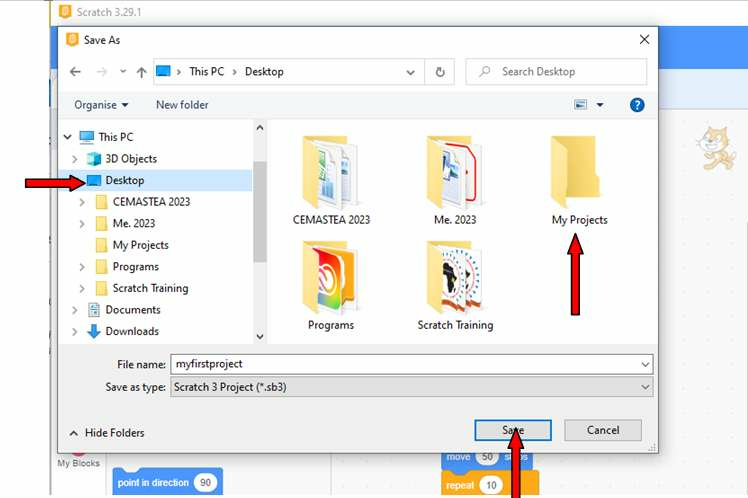 Scratch 3.29.1
Save As
This PC > Desktop
Search Desktop
Organise
New folder
This PC
3D Objects
Desktop
CEMASTEA 2023
Me. 2023
My Projects
Programs
Scratch Training
Documents
Downloads
CEMASTEA 2023
Me. 2023
My Projects
Programs
Scratch Training
File name: myfirstproject
Save as type: Scratch 3 Project (*.sb3)
Hide Folders
Save
Cancel
My Blocks
point in direction 90
move 50 steps
repeat 10